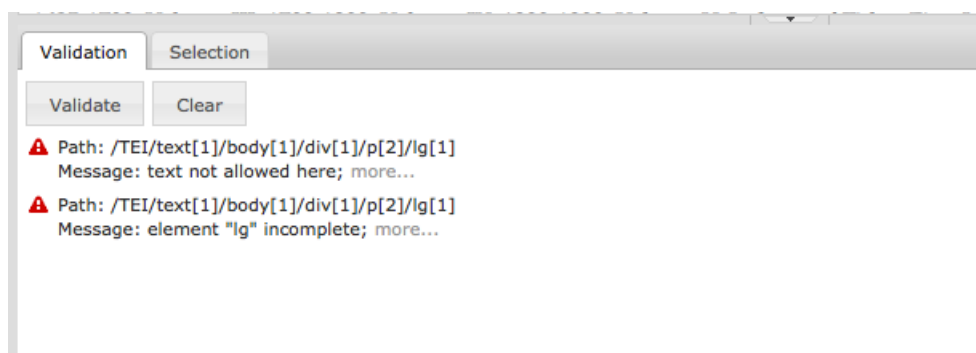 Validation Selection
Validate Clear
Path: /TEI/text[1]/body[1]/div[1]/p[2]/lg[1]
Message: text not allowed here; more...
Path: /TEI/text[1]/body[1]/div[1]/p[2]/lg[1]
Message: element "lg" incomplete; more...